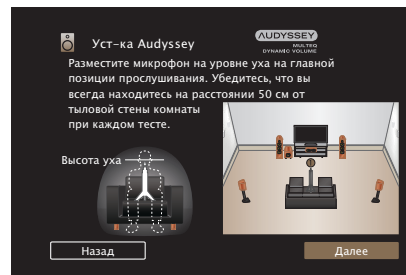 Уст-ка Audyssey
AUDYSSEY
MULTEQ
DYNAMIC VOLUME
Разместите микрофон на уровне уха на главной
позиции прослушивания. Убедитесь, что вы
всегда находитесь на расстоянии 50 см от
тыловой стены комнаты
при каждом тесте.
Высота уха
Назад
Далее